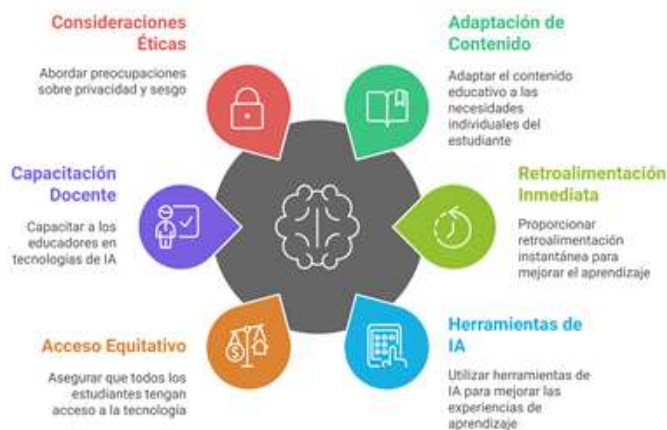 Consideraciones
Éticas
Abordar preocupaciones
sobre privacidad y sesgo
Adaptación de
Contenido
Adaptar el contenido
educativo a las
necesidades
individuales del
estudiante
Capacitación
Docente
Capacitar a los
educadores en
tecnologías de IA
Retroalimentación
Inmediata
Proporcionar
retroalimentación
instantánea para
mejorar el aprendizaje
Acceso Equitativo
Asegurar que todos los
estudiantes tengan
acceso a la tecnología
Herramientas de
IA
Utilizar herramientas de
IA para mejorar las
experiencias de
aprendizaje